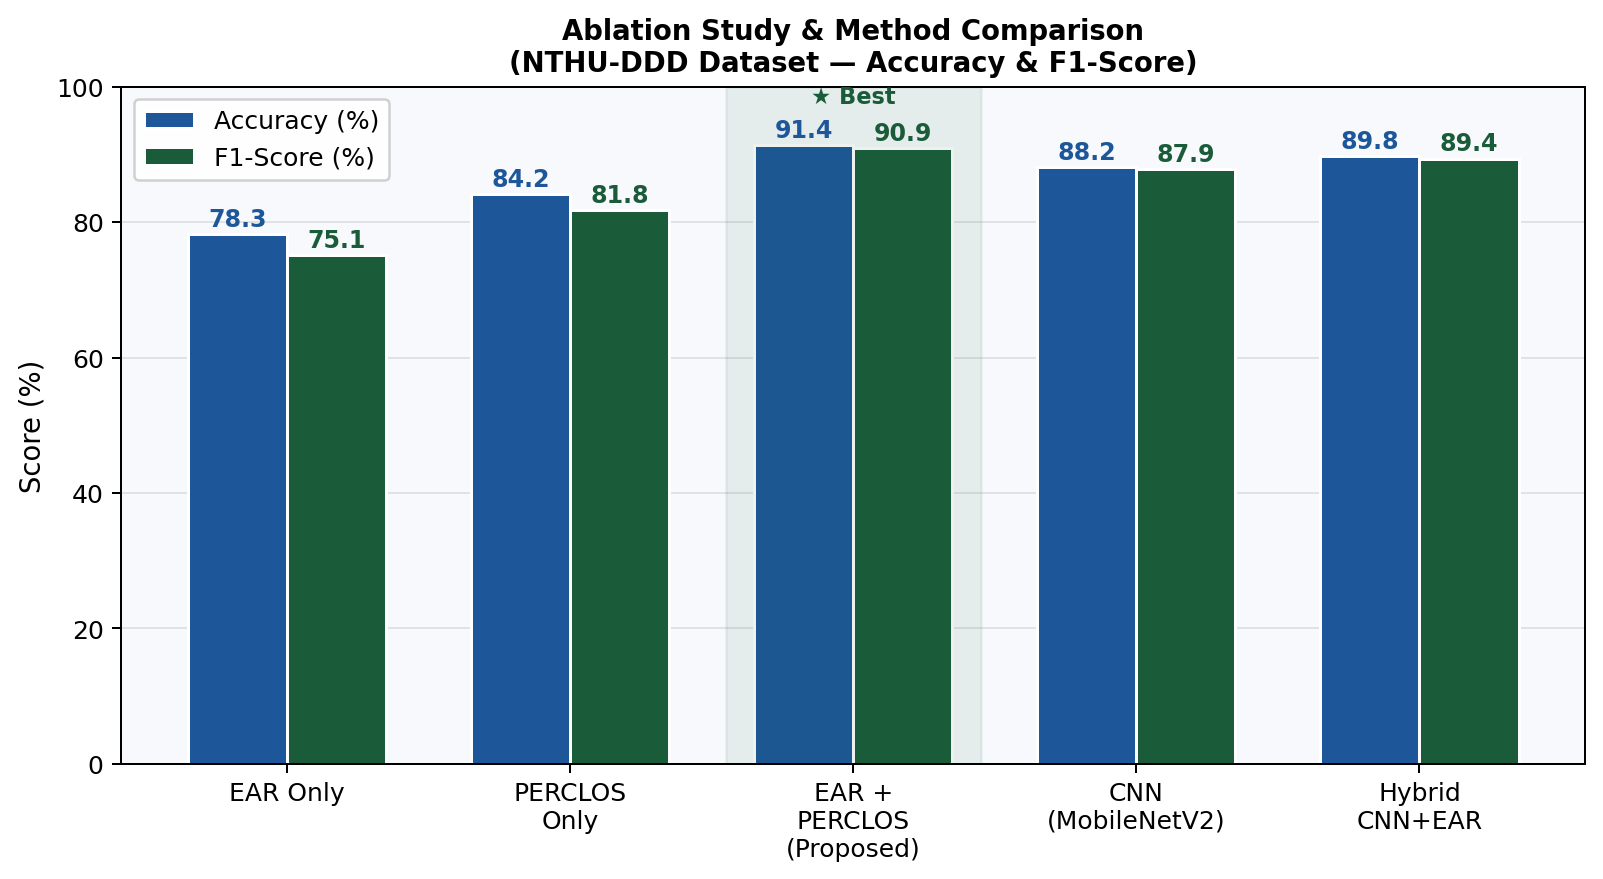 Ablation Study & Method Comparison
(NTHU-DDD Dataset — Accuracy & F1-Score)
Accuracy (%)
F1-Score (%)
★ Best
Score (%)
100
80
60
40
20
0
78.3
75.1
84.2
81.8
91.4
90.9
88.2
87.9
89.8
89.4
EAR Only
PERCLOS
Only
EAR +
PERCLOS
(Proposed)
CNN
(MobileNetV2)
Hybrid
CNN+EAR